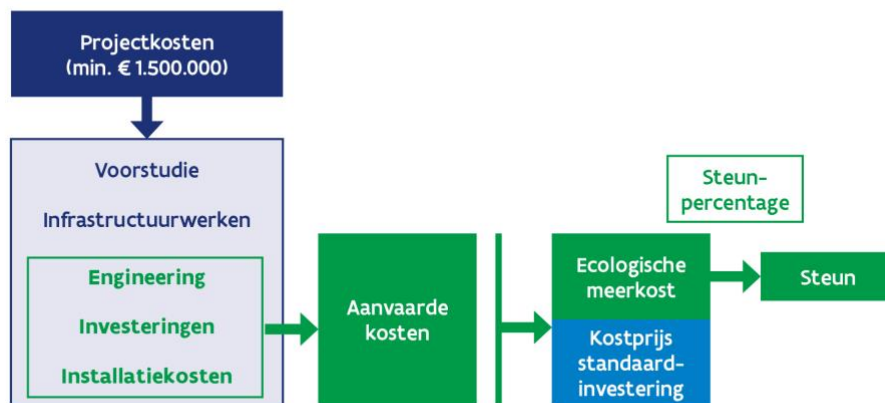 Projectkosten
(min. € 1.500.000)
Voorstudie
Infrastructuurwerken
Engineering
Investeringen
Installatiekosten
Aanvaarde
kosten
Ecologische
meerkost
Kostprijs
standaard-
investering
Steun-
percentage
Steun